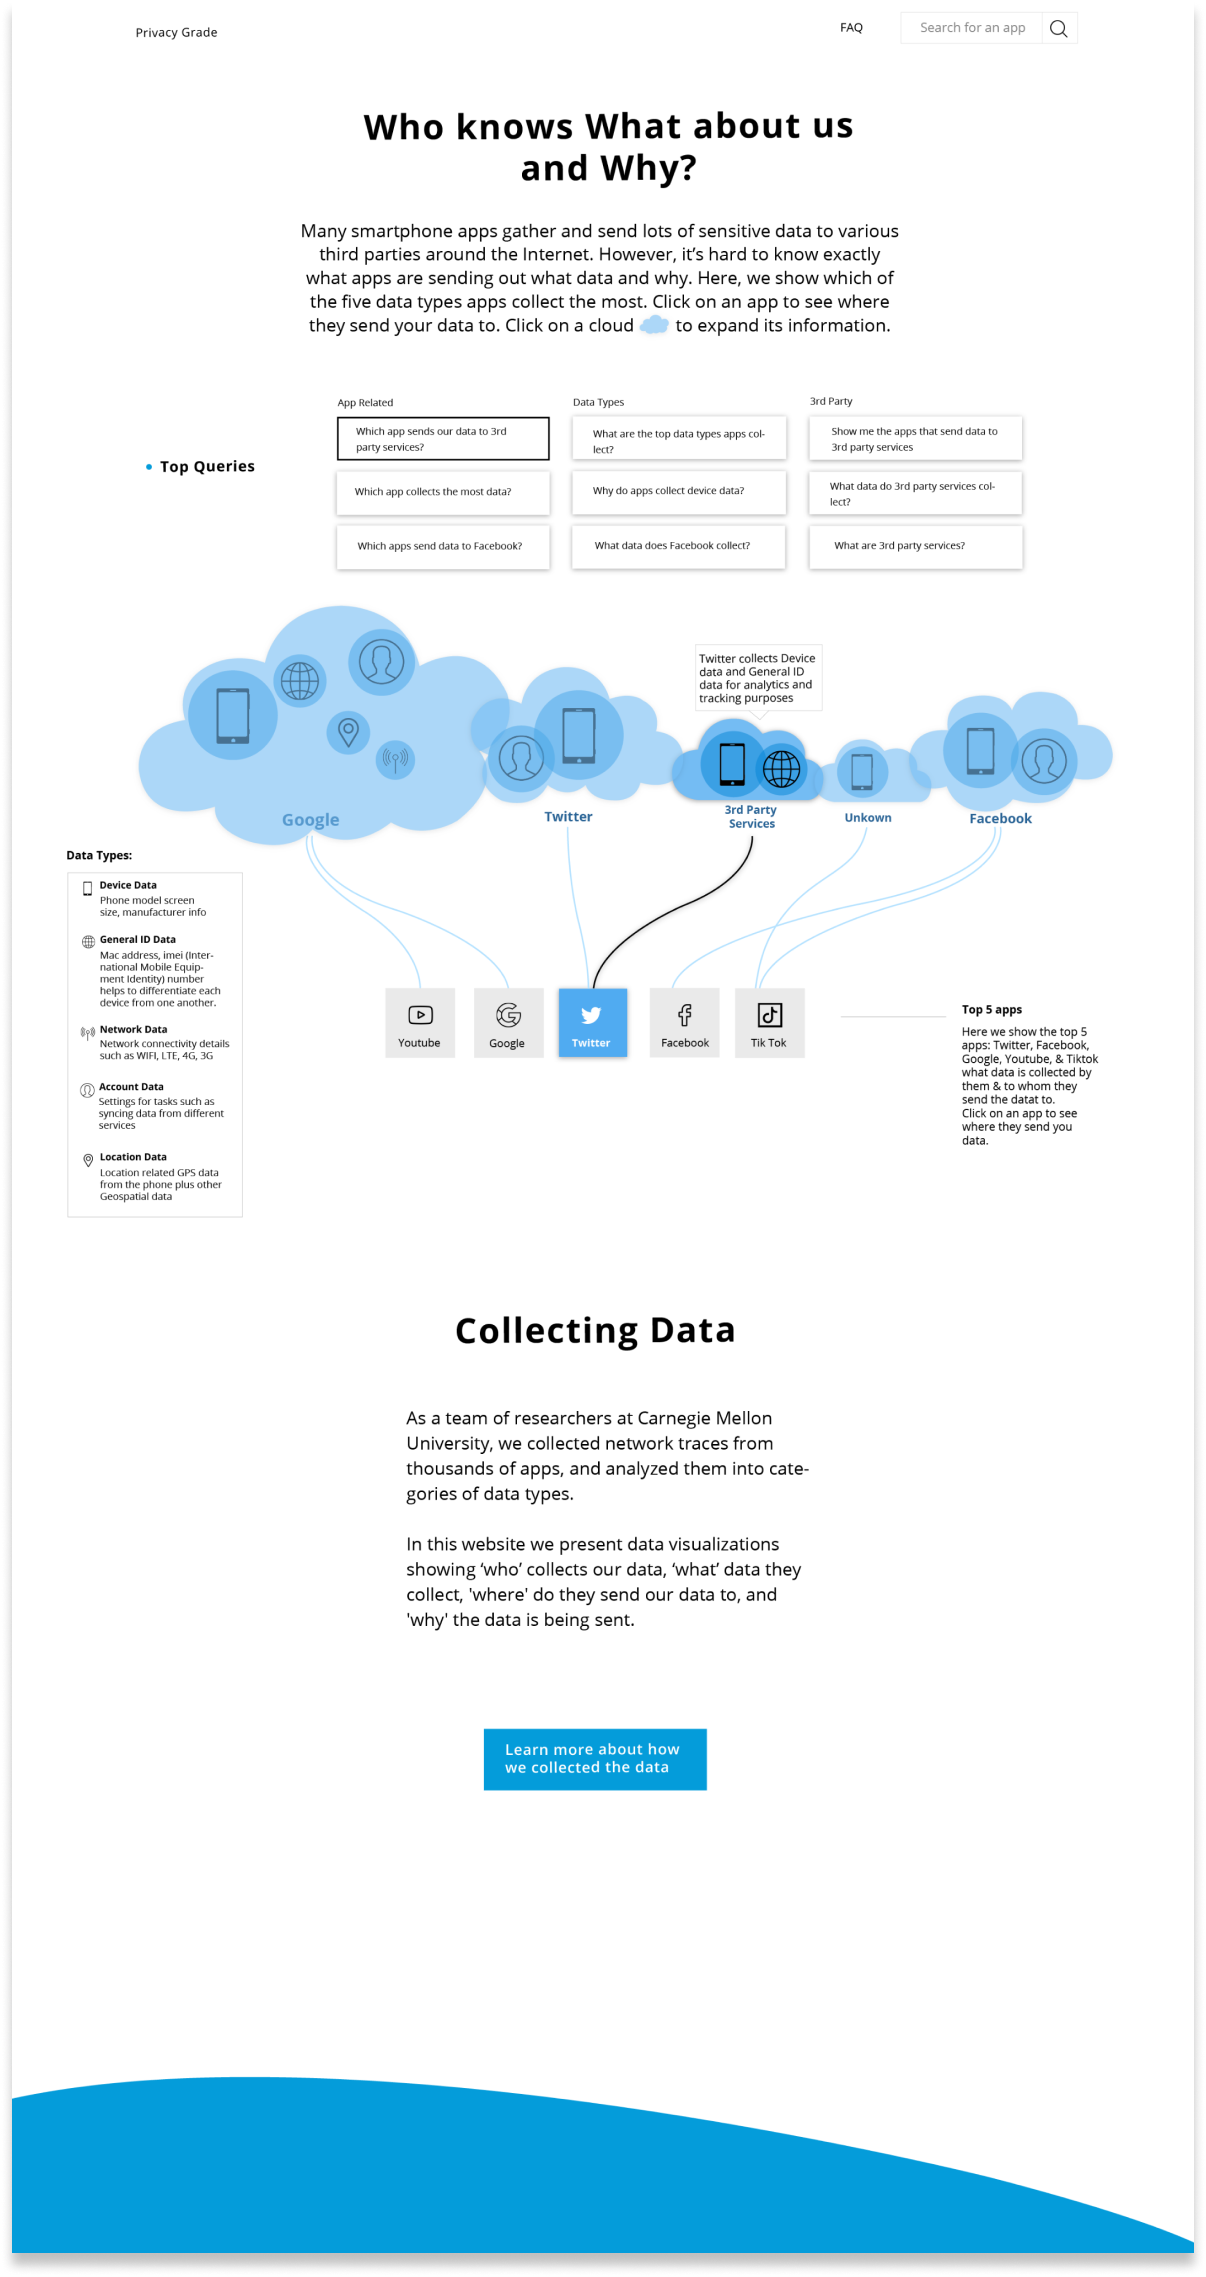 Privacy Grade
FAQ
Search for an app
Who knows What about us
and Why?
Many smartphone apps gather and send lots of sensitive data to various
third parties around the Internet. However, it’s hard to know exactly
what apps are sending out what data and why. Here, we show which of
the five data types apps collect the most. Click on an app to see where
they send your data to. Click on a cloud to expand its information.
Top Queries
App Related
Which app sends our data to 3rd
party services?
Which app collects the most data?
Which apps send data to Facebook?
Data Types
What are the top data types apps col-
lect?
Why do apps collect device data?
What data does Facebook collect?
3rd Party
Show me the apps that send data to
3rd party services
What data do 3rd party services col-
lect?
What are 3rd party services?
Twitter collects Device
data and General ID
data for analytics and
tracking purposes
Google
Twitter
3rd Party
Services
Unkown
Facebook
Data Types:
Device Data
Phone model screen
size, manufacturer info
General ID Data
Mac address, imei (Inter-
national Mobile Equip-
ment Identity) number
helps to differentiate each
device from one another.
Network Data
Network connectivity details
such as WIFI, LTE, 4G, 3G
Account Data
Settings for tasks such as
syncing data from different
services
Location Data
Location related GPS data
from the phone plus other
Geospatial data
Youtube
Google
Twitter
Facebook
Tik Tok
Top 5 apps
Here we show the top 5
apps: Twitter, Facebook,
Google, Youtube, & Tiktok
what data is collected by
them & to whom they
send the datat to.
Click on an app to see
where they send you
data.
Collecting Data
As a team of researchers at Carnegie Mellon
University, we collected network traces from
thousands of apps, and analyzed them into cate-
gories of data types.
In this website we present data visualizations
showing ‘who’ collects our data, ‘what’ data they
collect, 'where' do they send our data to, and
'why' the data is being sent.
Learn more about how
we collected the data